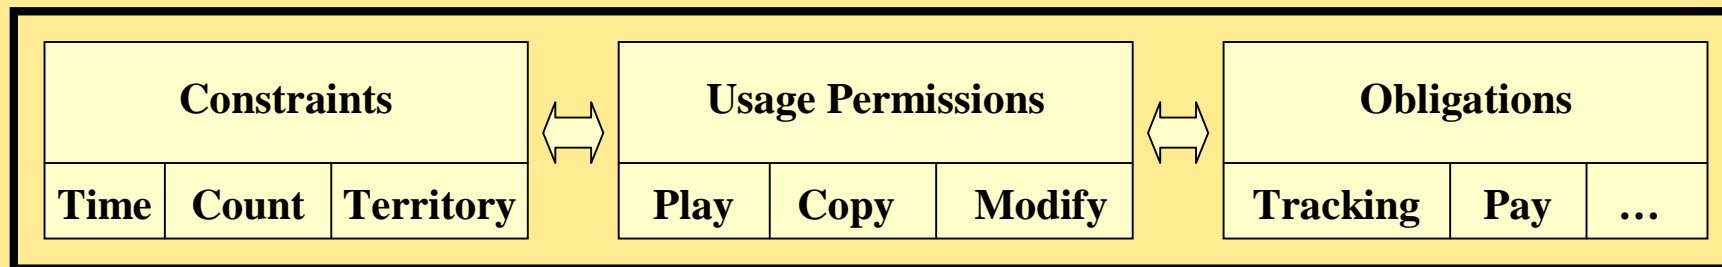 Constraints
Usage Permissions
Obligations
Time Count Territory
Play Copy Modify
Tracking Pay …